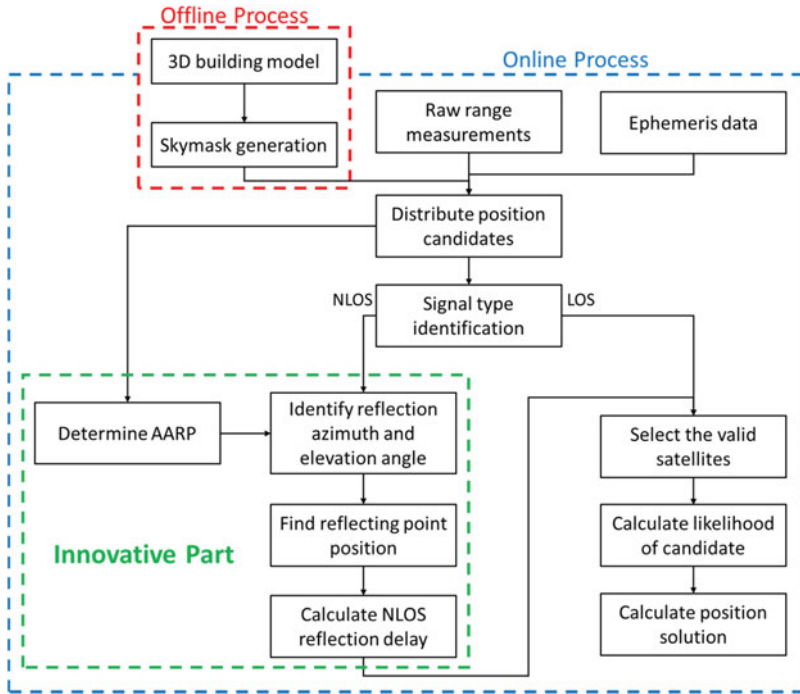 Offline Process
Online Process
3D building model
Skymask generation
Raw range
measurements
Ephemeris data
Distribute position
candidates
NLOS
Signal type
identification
LOS
Determine AARP
Identify reflection
azimuth and
elevation angle
Find reflecting point
position
Innovative Part
Calculate NLOS
reflection delay
Select the valid
satellites
Calculate likelihood
of candidate
Calculate position
solution